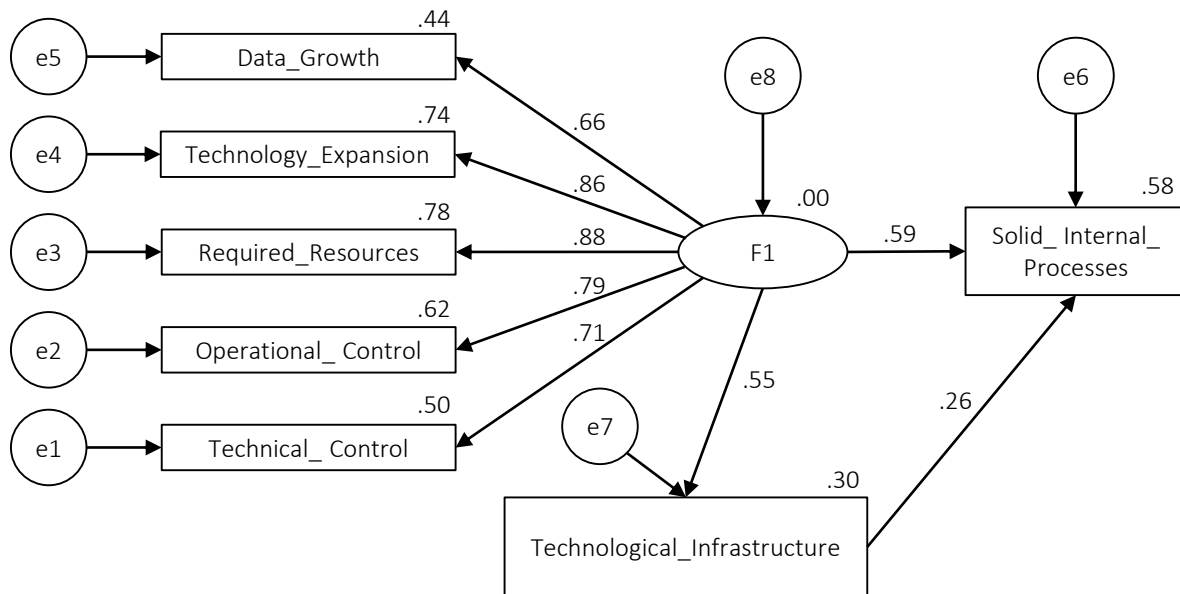 .44
e5
Data_Growth
e8
e6
.66
.74
e4
Technology_Expansion
.86
.58
.00
.78
e3
Required_Resources
.88
F1
.59
Solid_ Internal_
Processes
.79
.62
.71
e2
Operational_ Control
.55
.26
.50
e7
e1
Technical_ Control
.30
Technological_Infrastructure